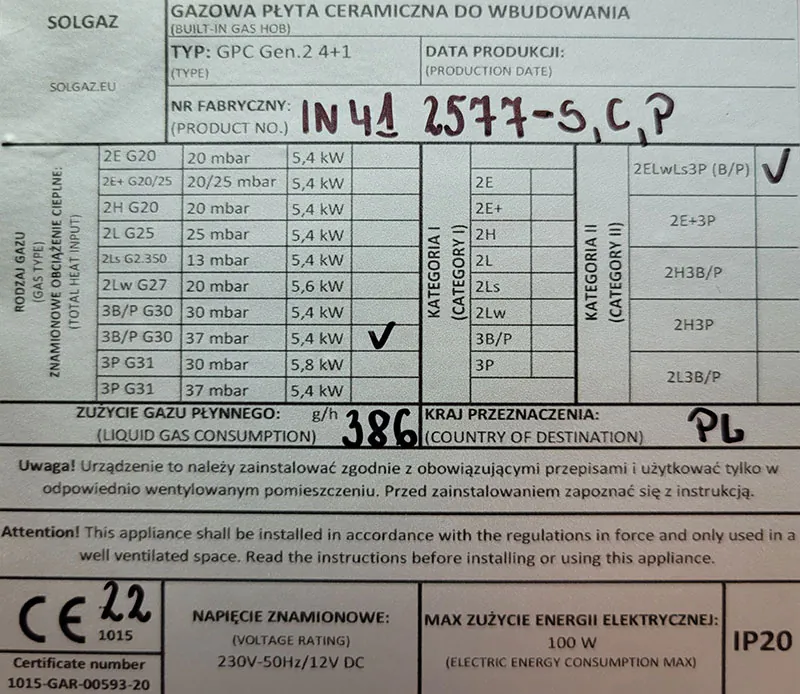 SOLGAZ
SOLGAZ.EU
GAZOWA PŁYTA CERAMICZNA DO WBUDOWANIA
(BUILT-IN GAS HOB)
TYP: GPC Gen.2 4+1
(TYPE)
DATA PRODUKCJI:
(PRODUCTION DATE)
NR FABRYCZNY: IN 41 2577-S,C,P
(PRODUCT NO.)
RODZAJ GAZU
(GAS TYPE)
ZNAMIONOWE OBCIĄŻENIE CIEPLNE:
(TOTAL HEAT INPUT)
2E G20 20 mbar 5,4 kW
2E+ G20/25 20/25 mbar 5,4 kW
2H G20 20 mbar 5,4 kW
2L G25 25 mbar 5,4 kW
2Ls G2.350 13 mbar 5,4 kW
2Lw G27 20 mbar 5,6 kW
3B/P G30 30 mbar 5,4 kW
3B/P G30 37 mbar 5,4 kW ✓
3P G31 30 mbar 5,8 kW
3P G31 37 mbar 5,4 kW
KATEGORIA I
(CATEGORY I)
2E
2E+
2H
2L
2Ls
2Lw
3B/P
3P
KATEGORIA II
(CATEGORY II)
2ELwLs3P (B/P) ✓
2E+3P
2H3B/P
2H3P
2L3B/P
ZUŻYCIE GAZU PŁYNNEGO: g/h 386
(LIQUID GAS CONSUMPTION)
KRAJ PRZEZNACZENIA: PL
(COUNTRY OF DESTINATION)
Uwaga! Urządzenie to należy zainstalować zgodnie z obowiązującymi przepisami i użytkować tylko w
odpowiednio wentylowanym pomieszczeniu. Przed zainstalowaniem zapoznać się z instrukcją.
Attention! This appliance shall be installed in accordance with the regulations in force and only used in a
well ventilated space. Read the instructions before installing or using this appliance.
CE 22
1015
Certificate number
1015-GAR-00593-20
NAPIĘCIE ZNAMIONOWE:
(VOLTAGE RATING)
230V-50Hz/12V DC
MAX ZUŻYCIE ENERGII ELEKTRYCZNEJ:
100 W
(ELECTRIC ENERGY CONSUMPTION MAX)
IP20